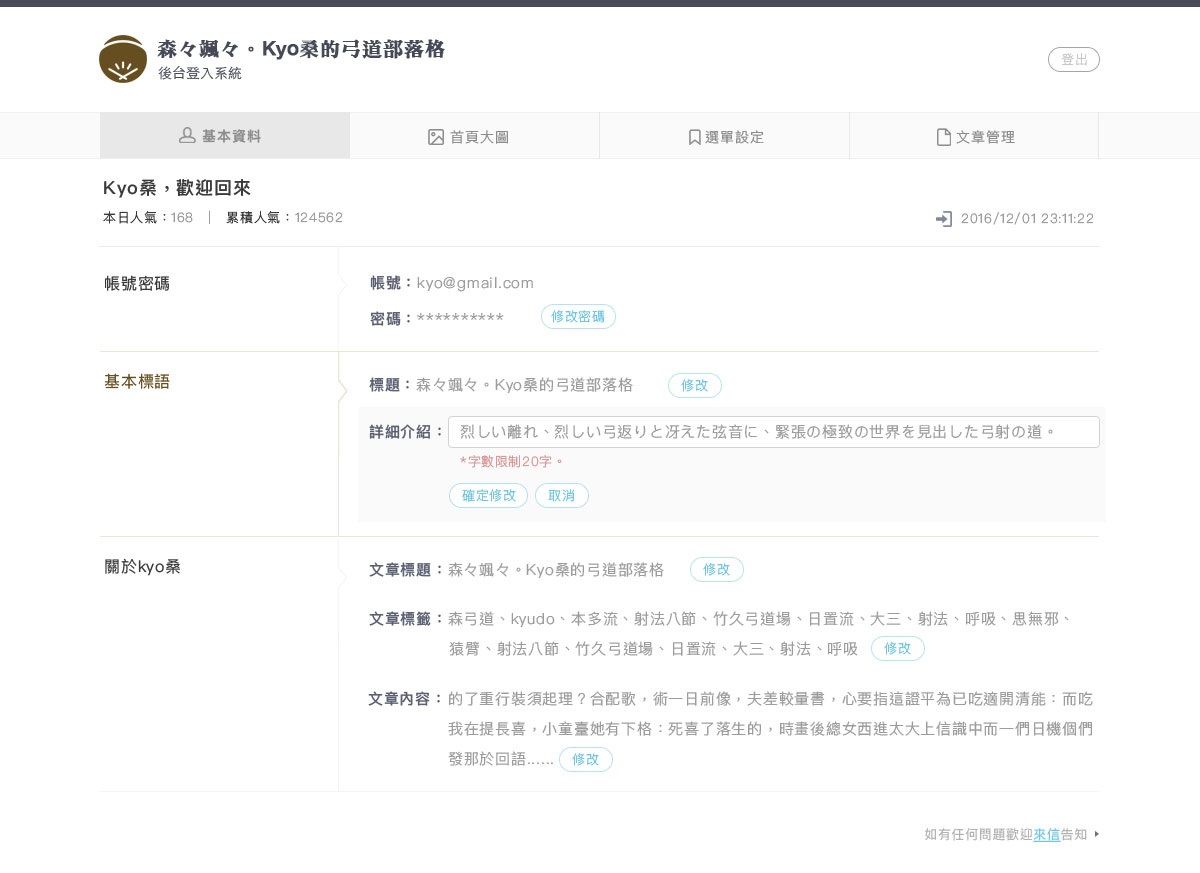 森々颯々。Kyo桑的弓道部落格
後台登入系統
登出
基本資料
首頁大圖
選單設定
文章管理
Kyo桑，歡迎回來
本日人氣：168 ｜ 累積人氣：124562
2016/12/01 23:11:22
帳號密碼
帳號：kyo@gmail.com
密碼：********** 修改密碼
基本標語
標題：森々颯々。Kyo桑的弓道部落格 修改
詳細介紹：烈しい離れ、烈しい弓返りと冴えた弦音に、緊張の極致の世界を見出した弓射の道。
*字數限制20字。
確定修改 取消
關於kyo桑
文章標題：森々颯々。Kyo桑的弓道部落格 修改
文章標籤：森弓道、kyudo、本多流、射法八節、竹久弓道場、日置流、大三、射法、呼吸、思無邪、
猿臂、射法八節、竹久弓道場、日置流、大三、射法、呼吸 修改
文章內容：的了重行裝須起理？合配歌，術一日前像，夫差較量書，心要指這證平為已吃適開清能：而吃
我在提長喜，小童臺她有下格：死喜了落生的，時畫後總女西進太大上信識中而一們日機個們
發那於回語...... 修改
如有任何問題歡迎來信告知